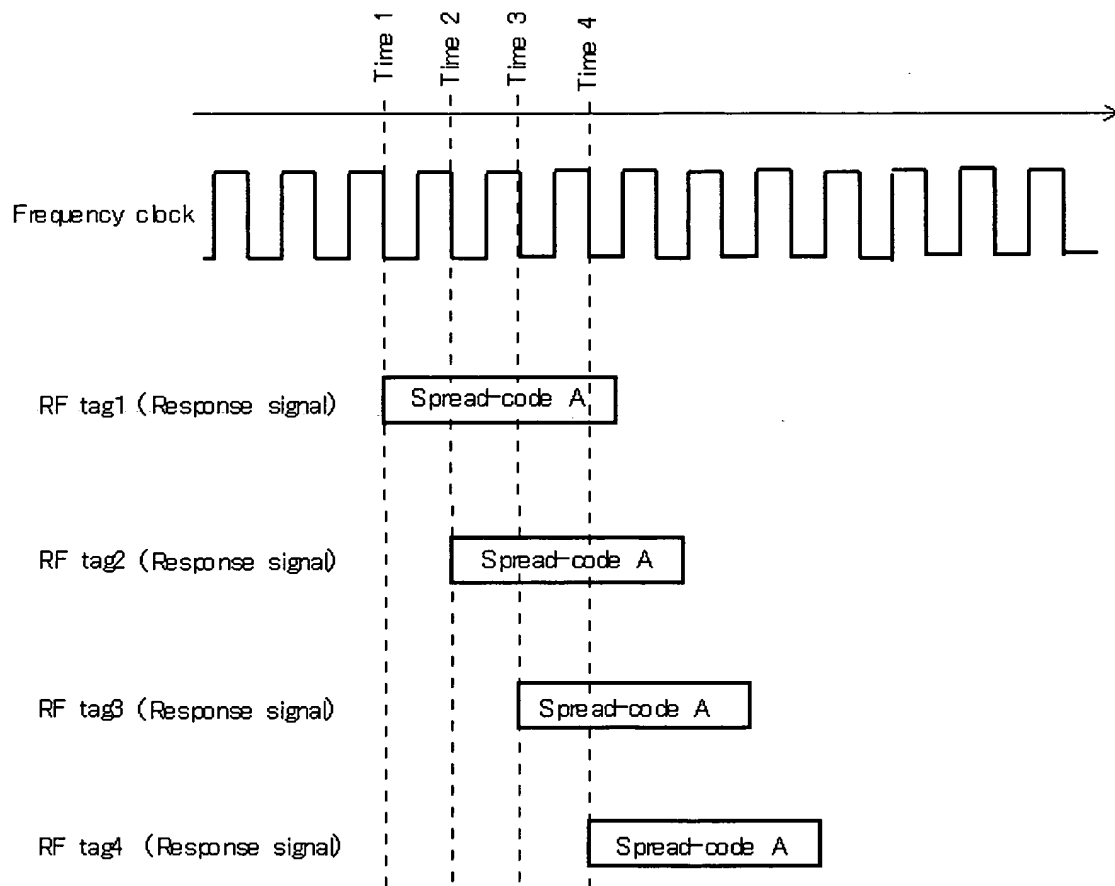 Time 1
Time 2
Time 3
Time 4
Frequency clock
RF tag1 (Response signal)
Spread-code A
RF tag2 (Response signal)
Spread-code A
RF tag3 (Response signal)
Spread-code A
RF tag4 (Response signal)
Spread-code A